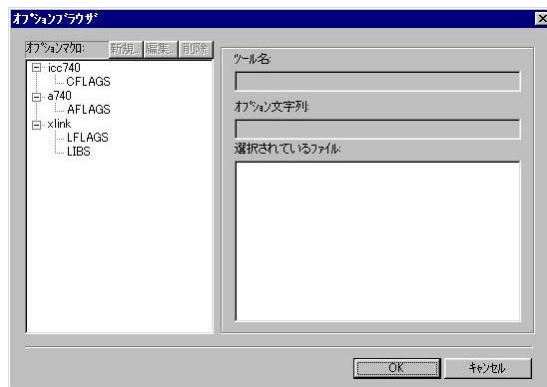 オプションブラウザ
オプションマクロ: 新規... 編集... 削除
icc740
CFLAGS
a740
AFLAGS
xlink
LFLAGS
LIBS
ツール名:
オプション文字列:
選択されているファイル:
OK キャンセル